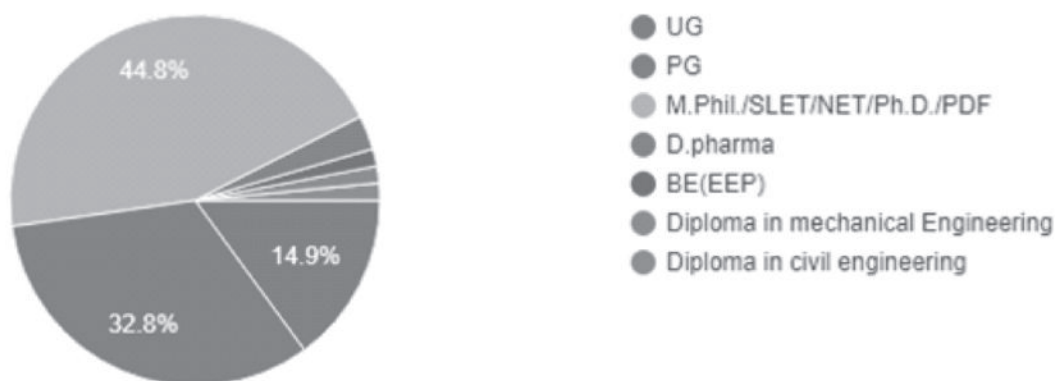 44.8%
14.9%
32.8%
UG
PG
M.Phil./SLET/NET/Ph.D./PDF
D.pharma
BE(EEP)
Diploma in mechanical Engineering
Diploma in civil engineering